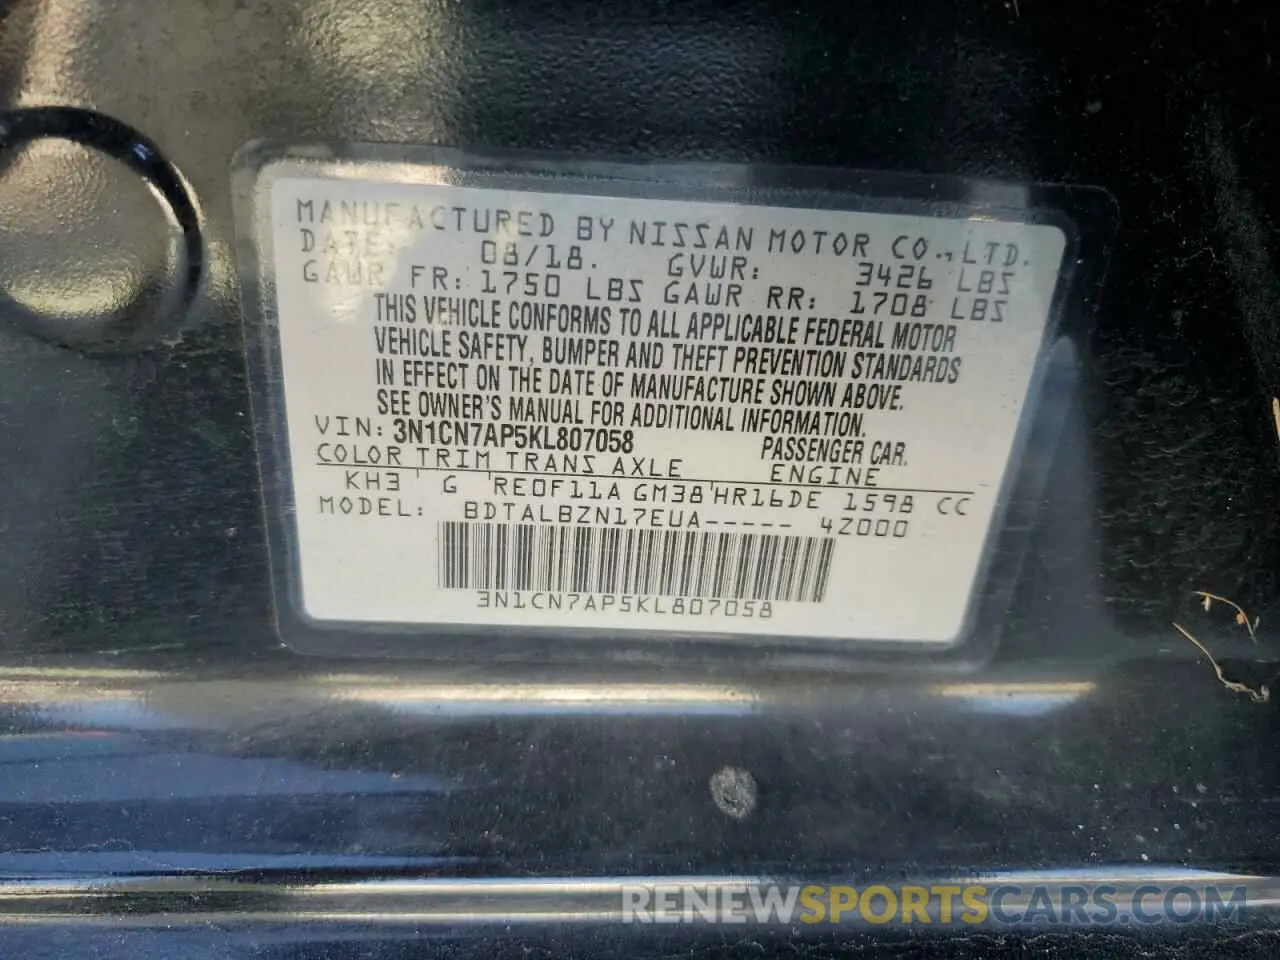 MANUFACTURED BY NISSAN MOTOR CO., LTD.
DATE: 08/18. GVWR: 3426 LBS
GAWR FR: 1750 LBS GAWR RR: 1708 LBS
THIS VEHICLE CONFORMS TO ALL APPLICABLE FEDERAL MOTOR
VEHICLE SAFETY, BUMPER AND THEFT PREVENTION STANDARDS
IN EFFECT ON THE DATE OF MANUFACTURE SHOWN ABOVE.
SEE OWNER'S MANUAL FOR ADDITIONAL INFORMATION.
VIN: 3N1CN7AP5KL807058 PASSENGER CAR.
COLOR TRIM TRANS AXLE ENGINE
KH3 G RE0F11A GM38 HR16DE 1598 CC
MODEL: BDTALBZN17EUA----- 4Z000
3N1CN7AP5KL807058
RENEWSPORTSCARS.COM